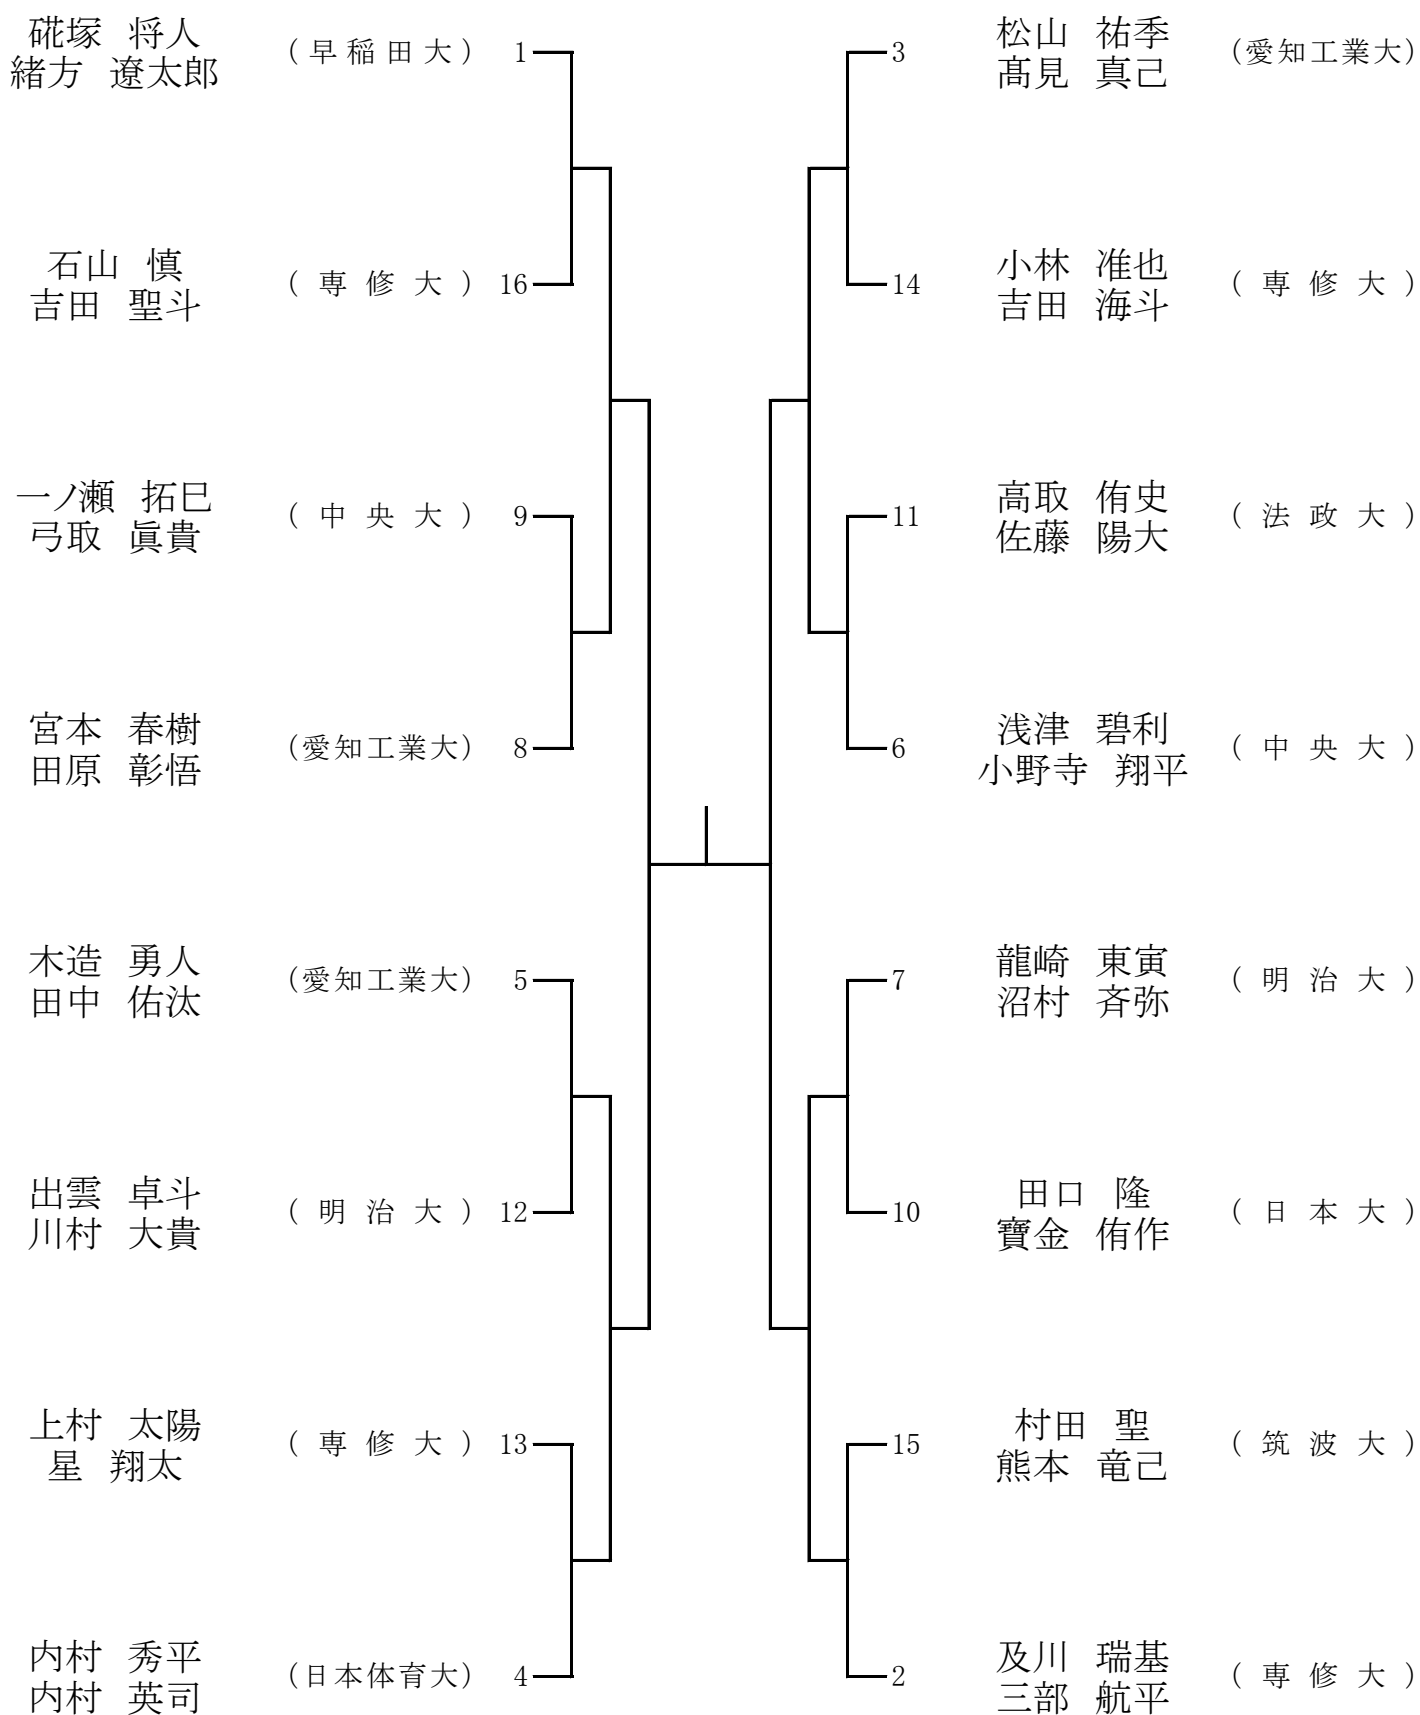 硴塚 将人
緒方 遼太郎
(早稲田大) 1
石山 慎
吉田 聖斗
(専修大) 16
一ノ瀬 拓巳
弓取 眞貴
(中央大) 9
宮本 春樹
田原 彰悟
(愛知工業大) 8
木造 勇人
田中 佑汰
(愛知工業大) 5
出雲 卓斗
川村 大貴
(明治大) 12
上村 太陽
星 翔太
(専修大) 13
内村 秀平
内村 英司
(日本体育大) 4
3 松山 祐季
髙見 真己
(愛知工業大)
14 小林 准也
吉田 海斗
(専修大)
11 高取 侑史
佐藤 陽大
(法政大)
6 浅津 碧利
小野寺 翔平
(中央大)
7 龍崎 東寅
沼村 斉弥
(明治大)
10 田口 隆
寶金 侑作
(日本大)
15 村田 聖
熊本 竜己
(筑波大)
2 及川 瑞基
三部 航平
(専修大)